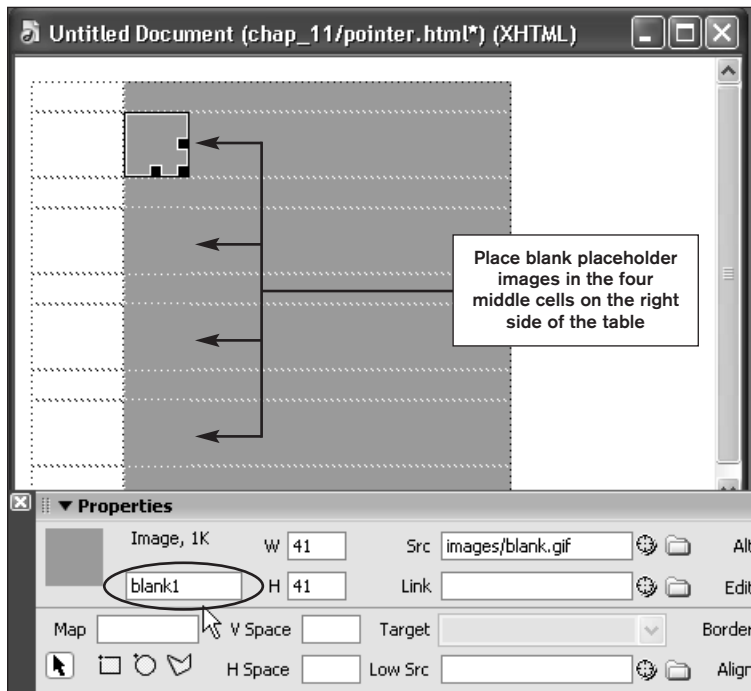 Untitled Document (chap_11/pointer.html*) (XHTML)
Place blank placeholder
images in the four
middle cells on the right
side of the table
Properties
Image, 1K
W 41
Src images/blank.gif
Alt
blank1
H 41
Link
Edit
Map
V Space
Target
Border
H Space
Low Src
Align